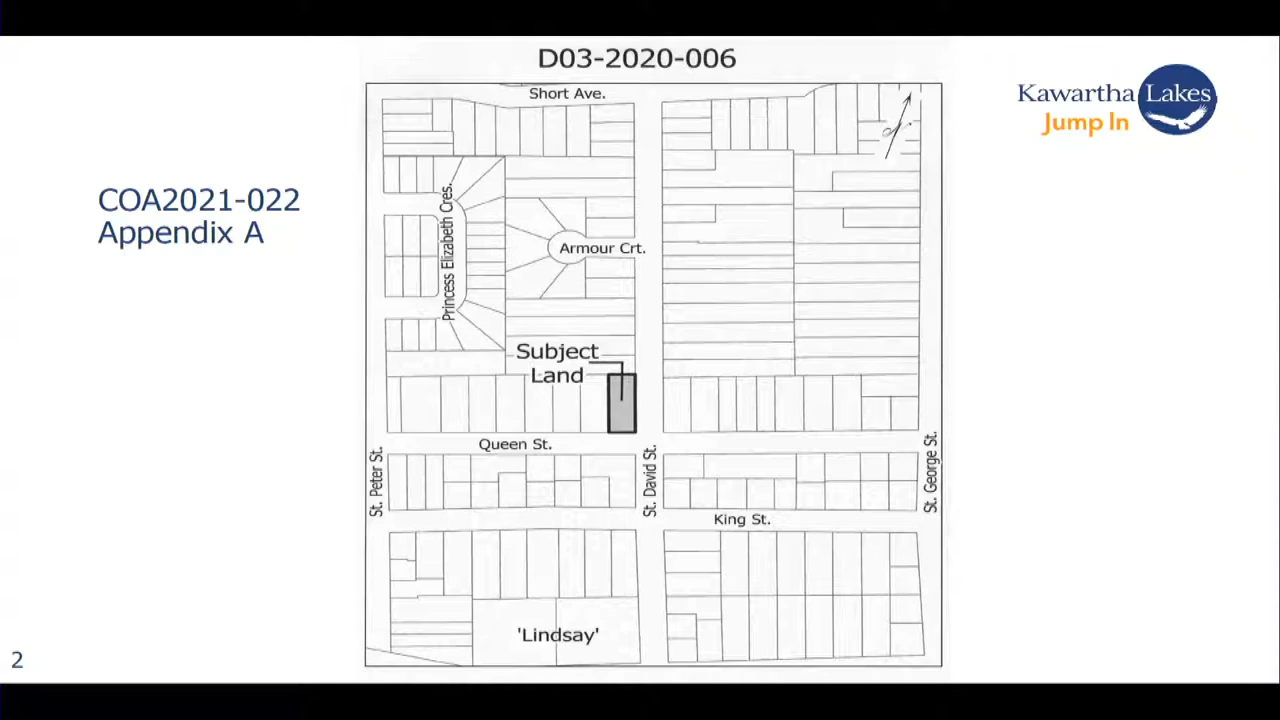 D03-2020-006
Kawartha Lakes
Jump In
COA2021-022
Appendix A
Short Ave.
Princess Elizabeth Cres.
Armour Crt.
Subject
Land
Queen St.
St. Peter St.
St. David St.
St. George St.
King St.
'Lindsay'
2